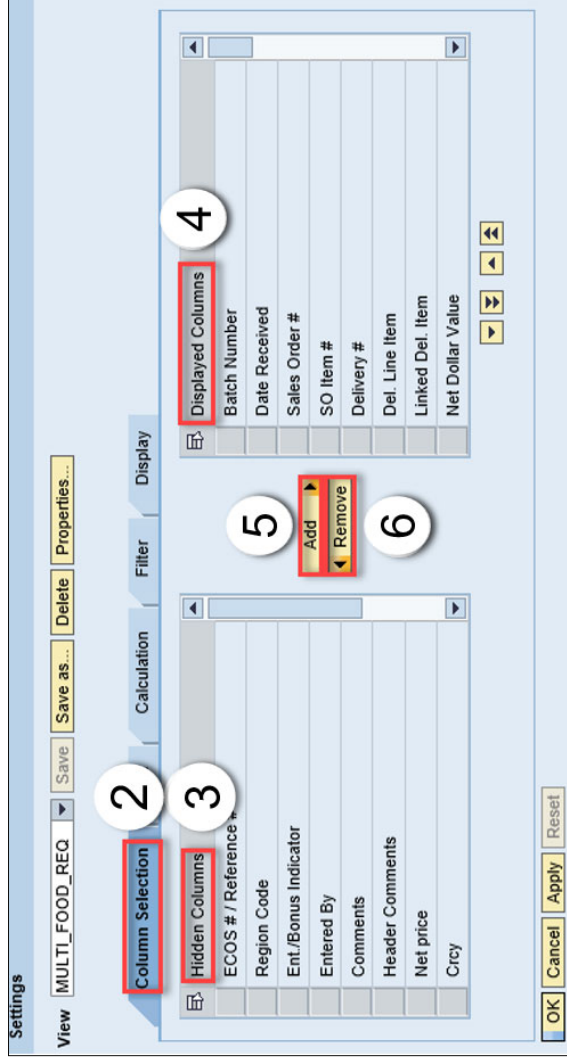 Settings
View MULTI_FOOD_REQ Save Save as... Delete Properties...
2
Column Selection Calculation Filter Display
3
4
Hidden Columns
ECOS # / Reference #
Region Code
Ent./Bonus Indicator
Entered By
Comments
Header Comments
Net price
Crcy
5
Add
Remove
6
Displayed Columns
Batch Number
Date Received
Sales Order #
SO Item #
Delivery #
Del. Line Item
Linked Del. Item
Net Dollar Value
OK Cancel Apply Reset